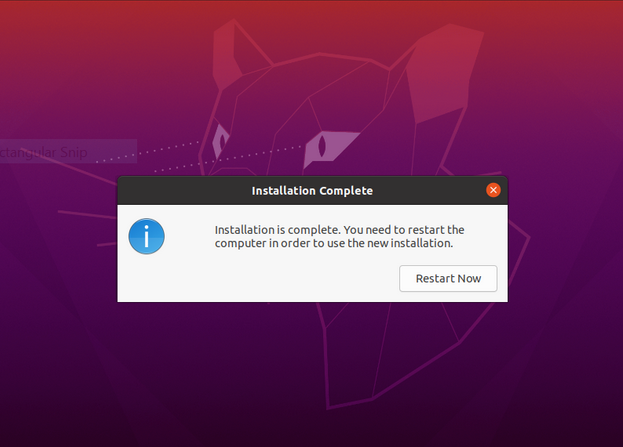 ctangular Snip
Installation Complete
Installation is complete. You need to restart the
computer in order to use the new installation.
Restart Now